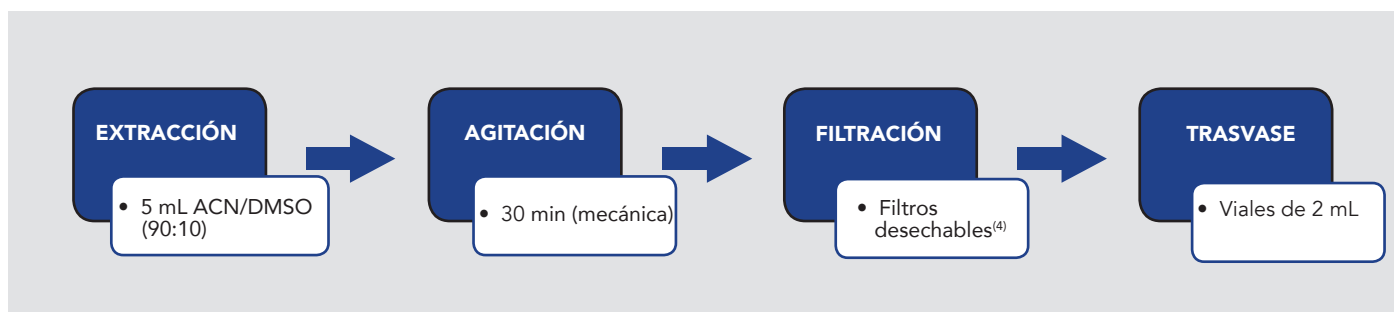 EXTRACCIÓN
• 5 mL ACN/DMSO
(90:10)
AGITACIÓN
• 30 min (mecánica)
FILTRACIÓN
• Filtros
desechables(4)
TRASVASE
• Viales de 2 mL